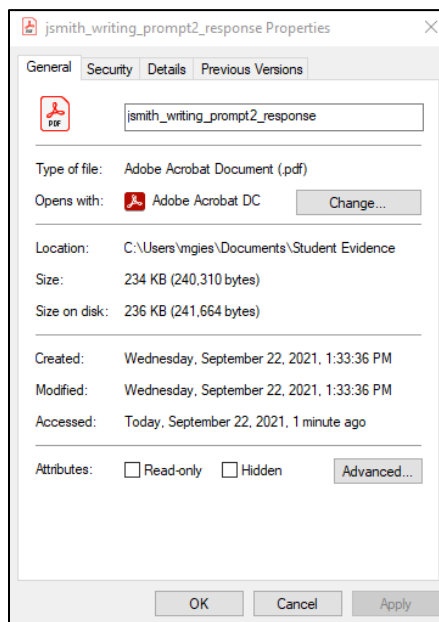 jsmith_writing_prompt2_response Properties
General Security Details Previous Versions
PDF
jsmith_writing_prompt2_response
Type of file: Adobe Acrobat Document (.pdf)
Opens with: Adobe Acrobat DC Change...
Location: C:\Users\mgies\Documents\Student Evidence
Size: 234 KB (240,310 bytes)
Size on disk: 236 KB (241,664 bytes)
Created: Wednesday, September 22, 2021, 1:33:36 PM
Modified: Wednesday, September 22, 2021, 1:33:36 PM
Accessed: Today, September 22, 2021, 1 minute ago
Attributes: Read-only Hidden Advanced...
OK Cancel Apply